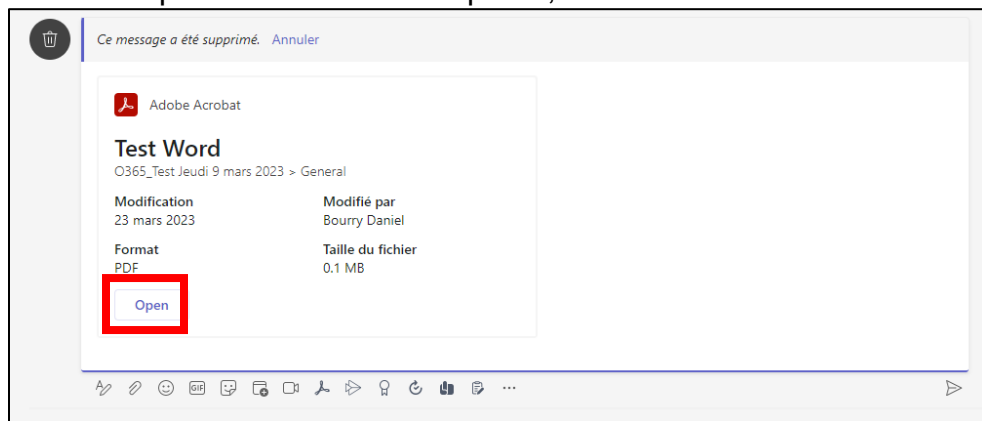 Ce message a été supprimé. Annuler
Adobe Acrobat
Test Word
O365_Test Jeudi 9 mars 2023 > General
Modification Modifié par
23 mars 2023 Bourry Daniel
Format Taille du fichier
PDF 0.1 MB
Open
GIF